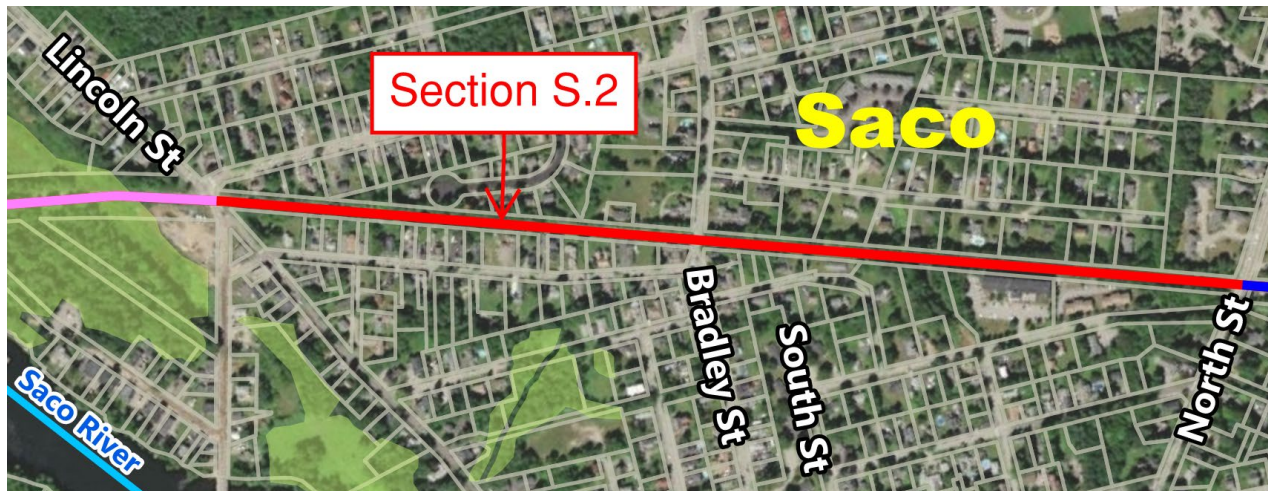 Lincoln St
Section S.2
Saco
Bradley St
South St
North St
Saco River